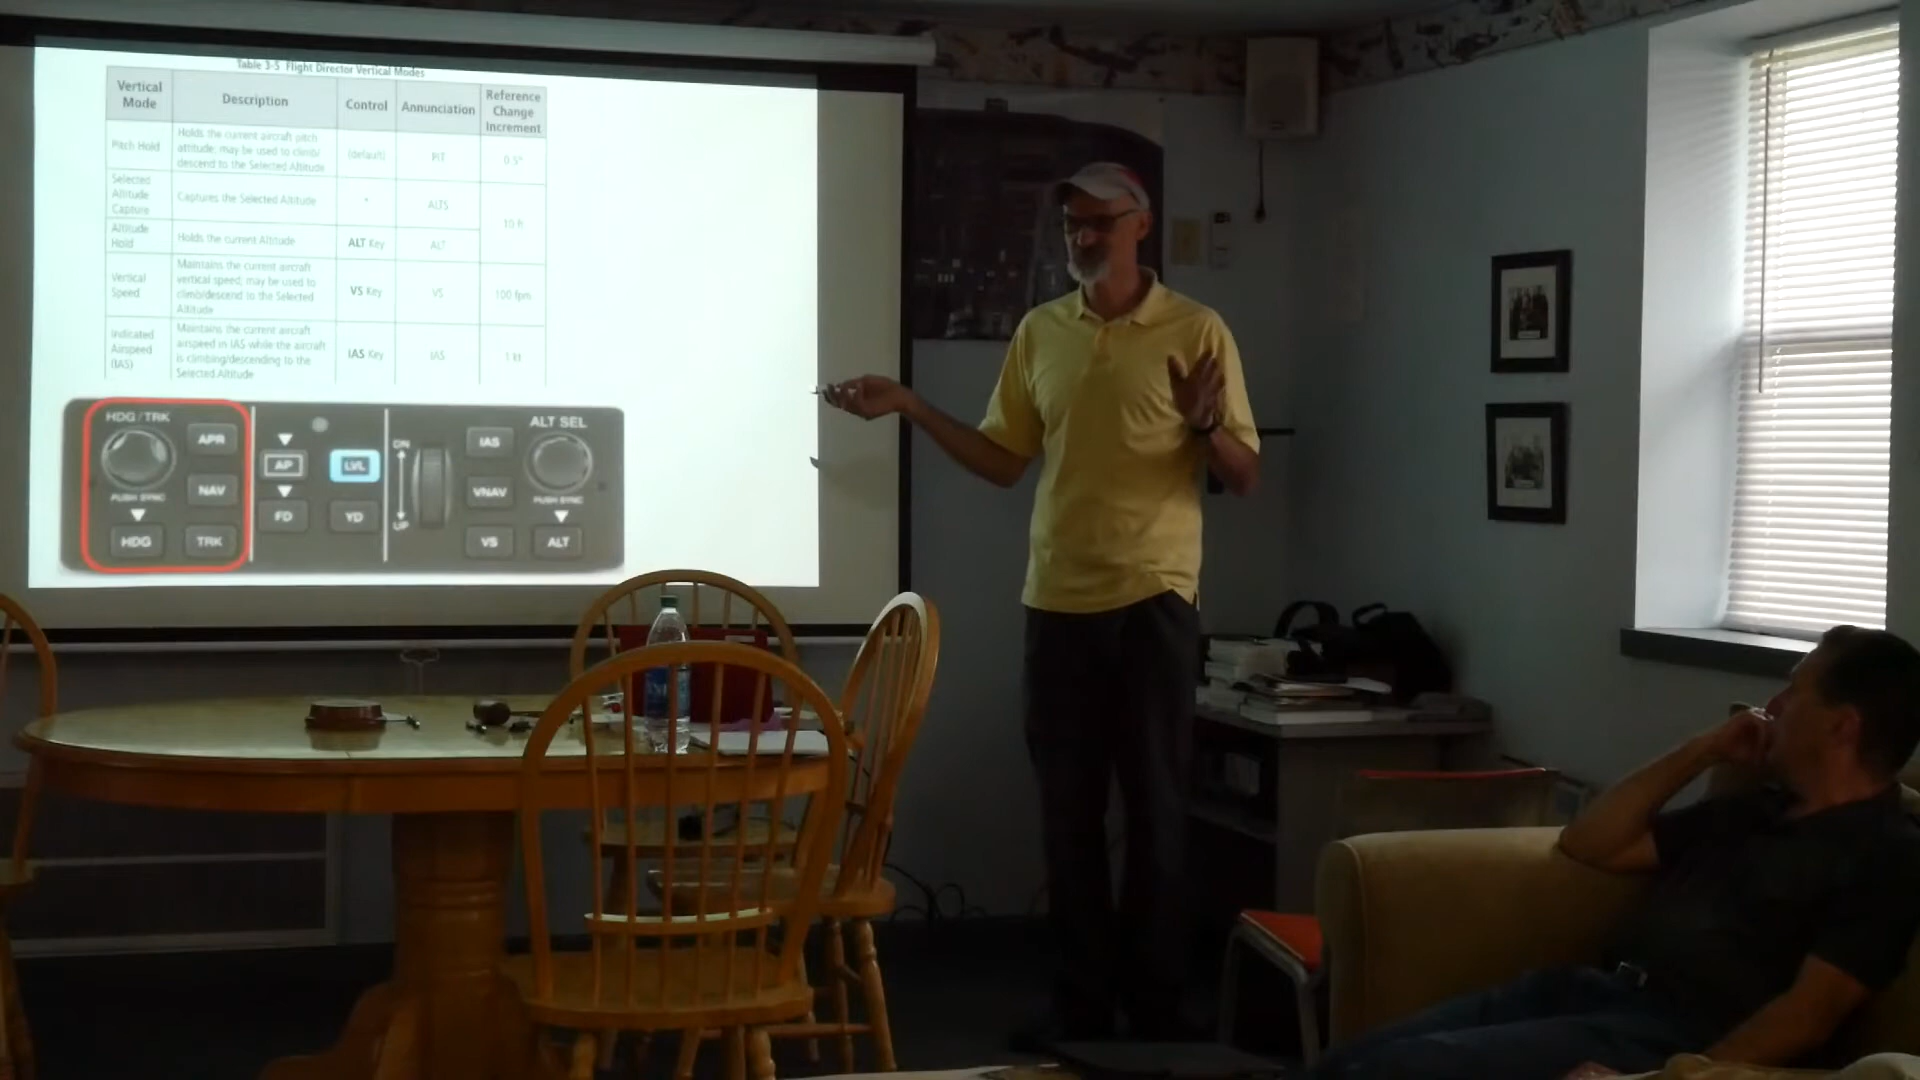 Table 3-5 Flight Director Vertical Modes
Vertical Mode
Description
Control
Annunciation
Reference Change Increment
Pitch Hold
Holds the current aircraft pitch
attitude; may be used to climb/
descend to the Selected Altitude
(default)
PIT
0.5°
Selected
Altitude
Capture
Captures the Selected Altitude
*
ALTS
10 ft
Altitude
Hold
Holds the current Altitude
ALT Key
ALT
Vertical
Speed
Maintains the current aircraft
vertical speed; may be used to
climb/descend to the Selected
Altitude
VS Key
VS
100 fpm
Indicated
Airspeed
(IAS)
Maintains the current aircraft
airspeed in IAS while the aircraft
is climbing/descending to the
Selected Altitude
IAS Key
IAS
1 kt
HDG/TRK
PUSH SYNC
HDG
APR
NAV
TRK
AP
FD
LVL
YD
DN
UP
IAS
VNAV
VS
ALT SEL
PUSH SYNC
ALT